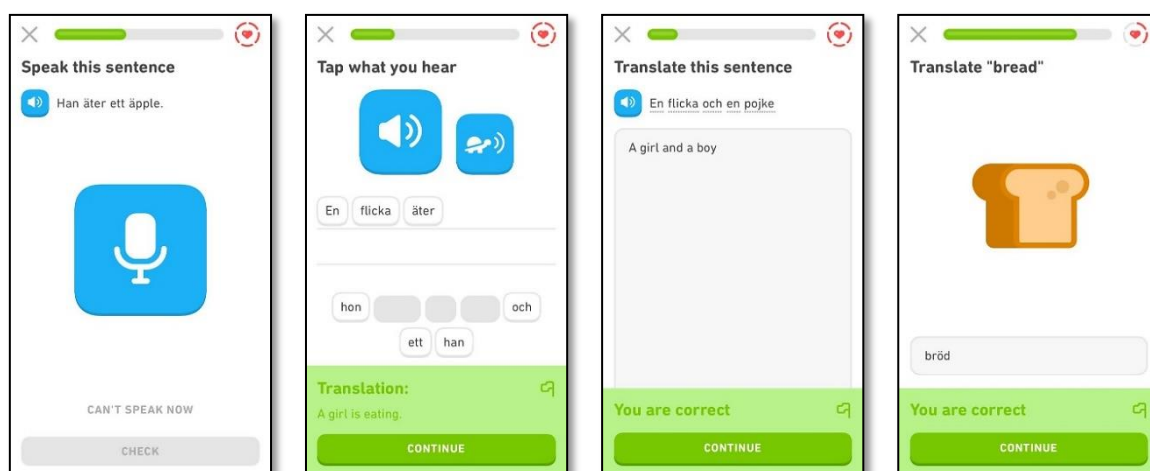 Speak this sentence
Han äter ett äpple.
CAN'T SPEAK NOW
CHECK
Tap what you hear
En flicka äter
hon och
ett han
Translation:
A girl is eating.
CONTINUE
Translate this sentence
En flicka och en pojke
A girl and a boy
You are correct
CONTINUE
Translate "bread"
bröd
You are correct
CONTINUE